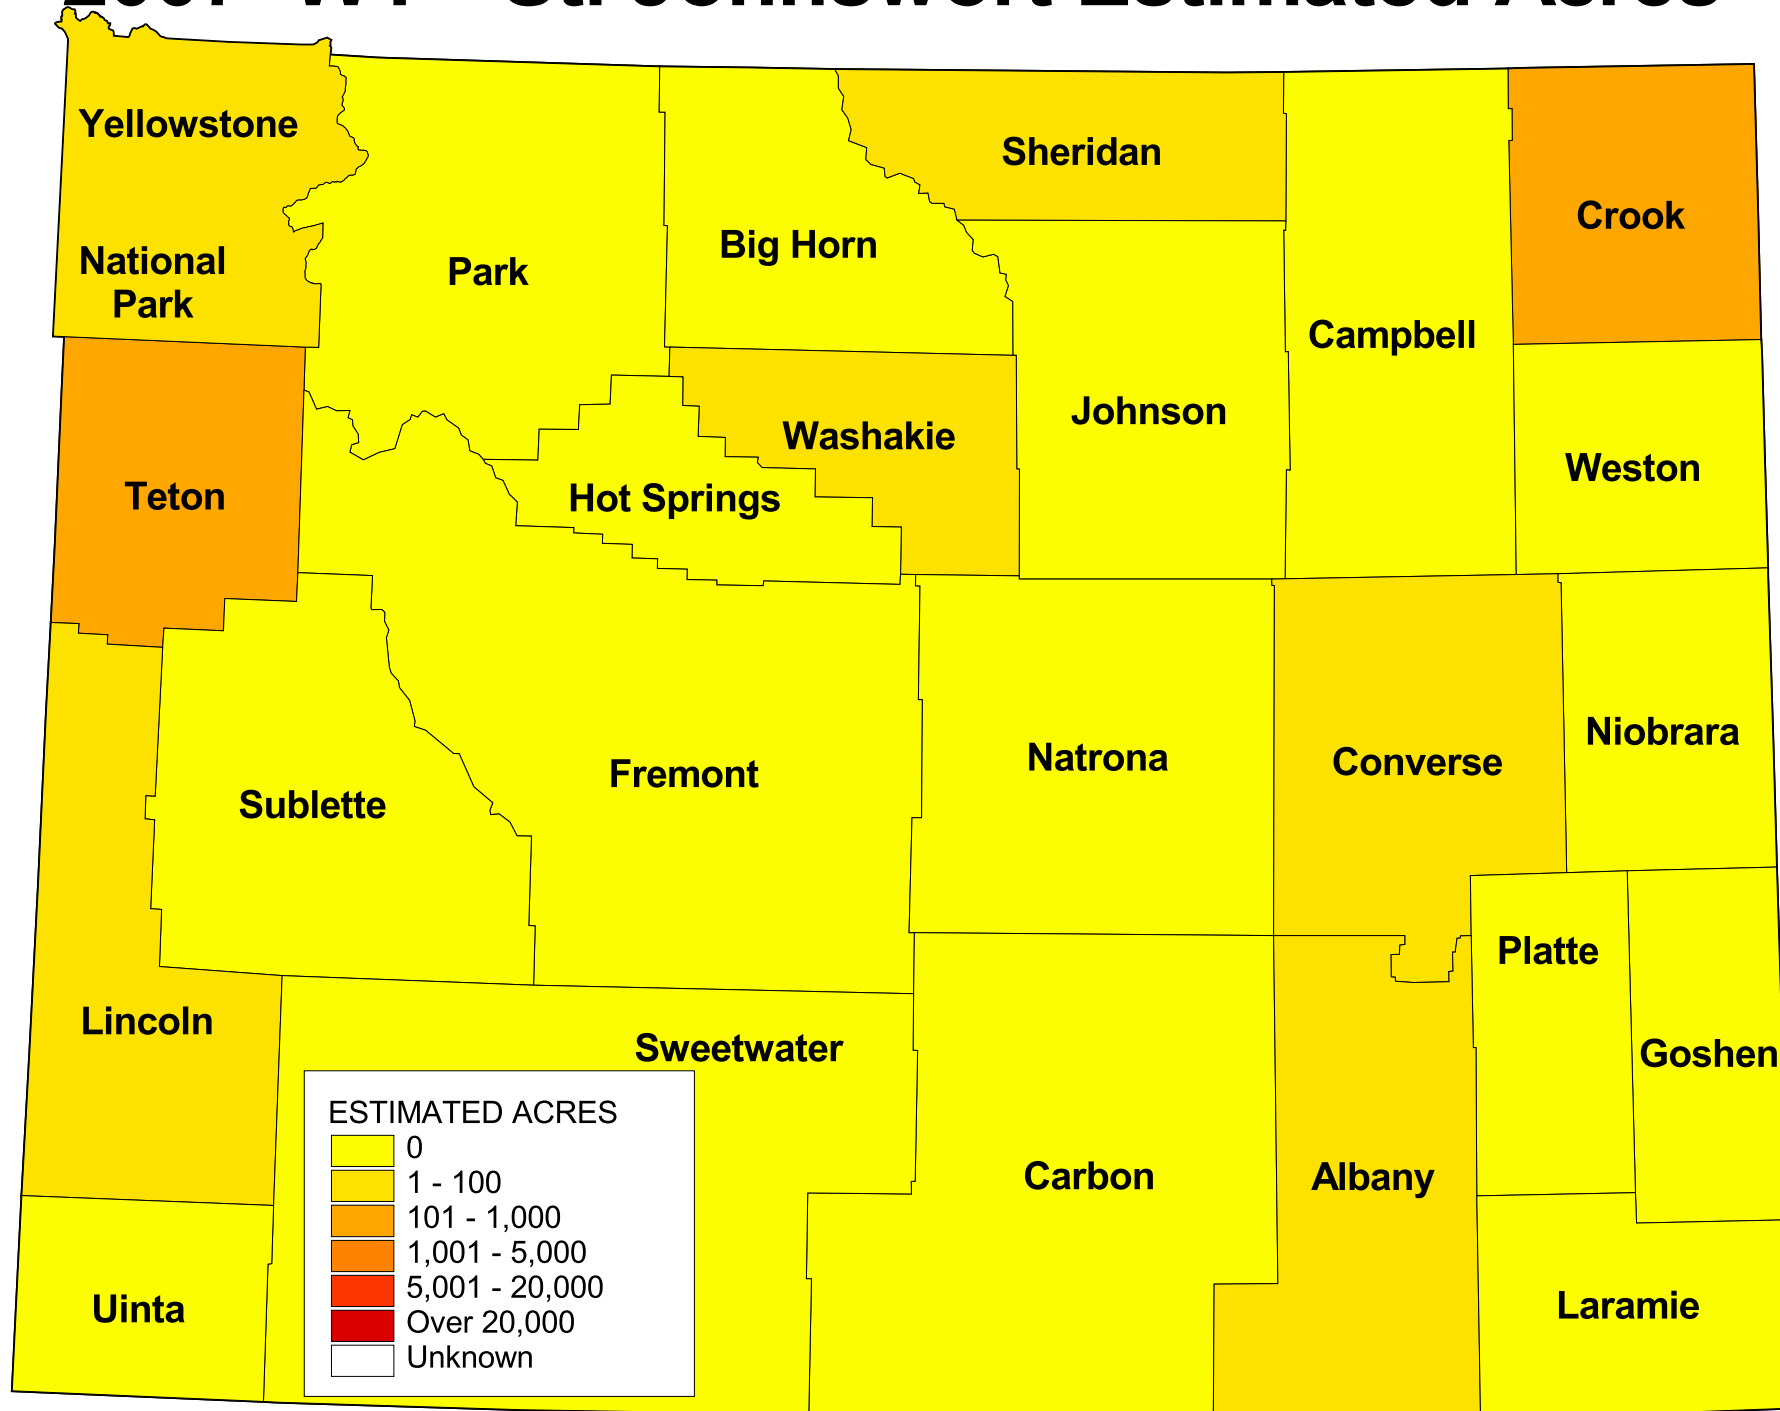 Estimated Acres
Yellowstone
Sheridan
Crook
Big Horn
National
Park
Park
Campbell
Johnson
Washakie
Weston
Teton
Hot Springs
Niobrara
Natrona
Converse
Fremont
Sublette
Platte
Lincoln
Sweetwater
Goshen
ESTIMATED ACRES
0
1 - 100
101 - 1,000
1,001 - 5,000
5,001 - 20,000
Over 20,000
Unknown
Carbon
Albany
Uinta
Laramie